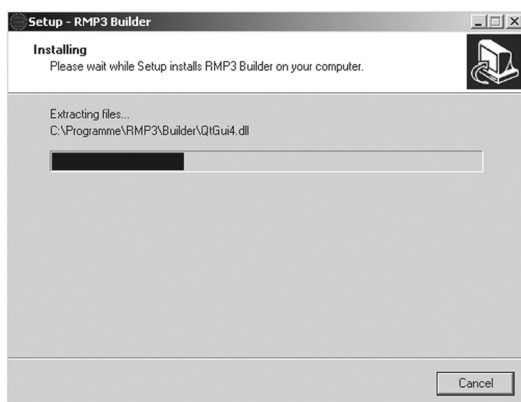 Setup - RMP3 Builder
Installing
Please wait while Setup installs RMP3 Builder on your computer.
Extracting files...
C:\Programme\RMP3\Builder\QtGui4.dll
Cancel